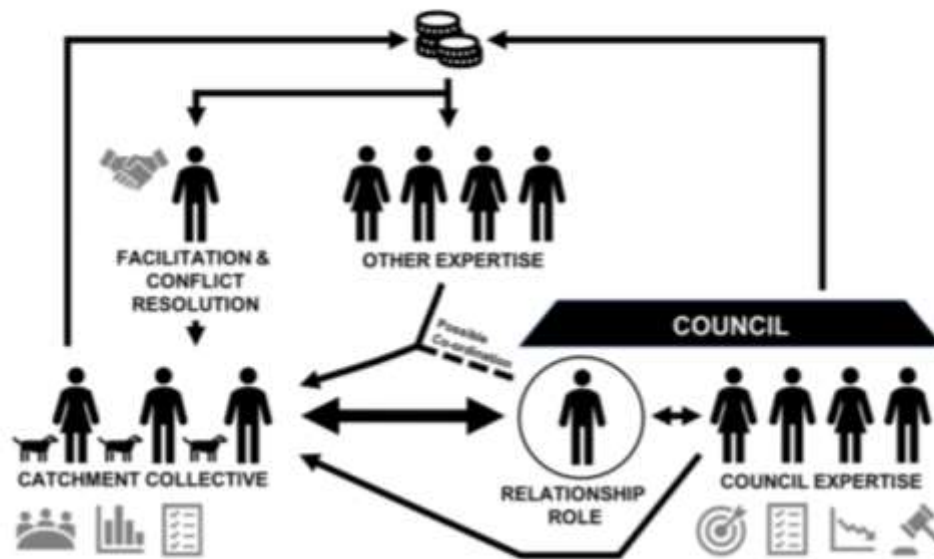 FACILITATION &
CONFLICT
RESOLUTION
OTHER EXPERTISE
Possible
Co-ordination
COUNCIL
CATCHMENT COLLECTIVE
RELATIONSHIP
ROLE
COUNCIL EXPERTISE